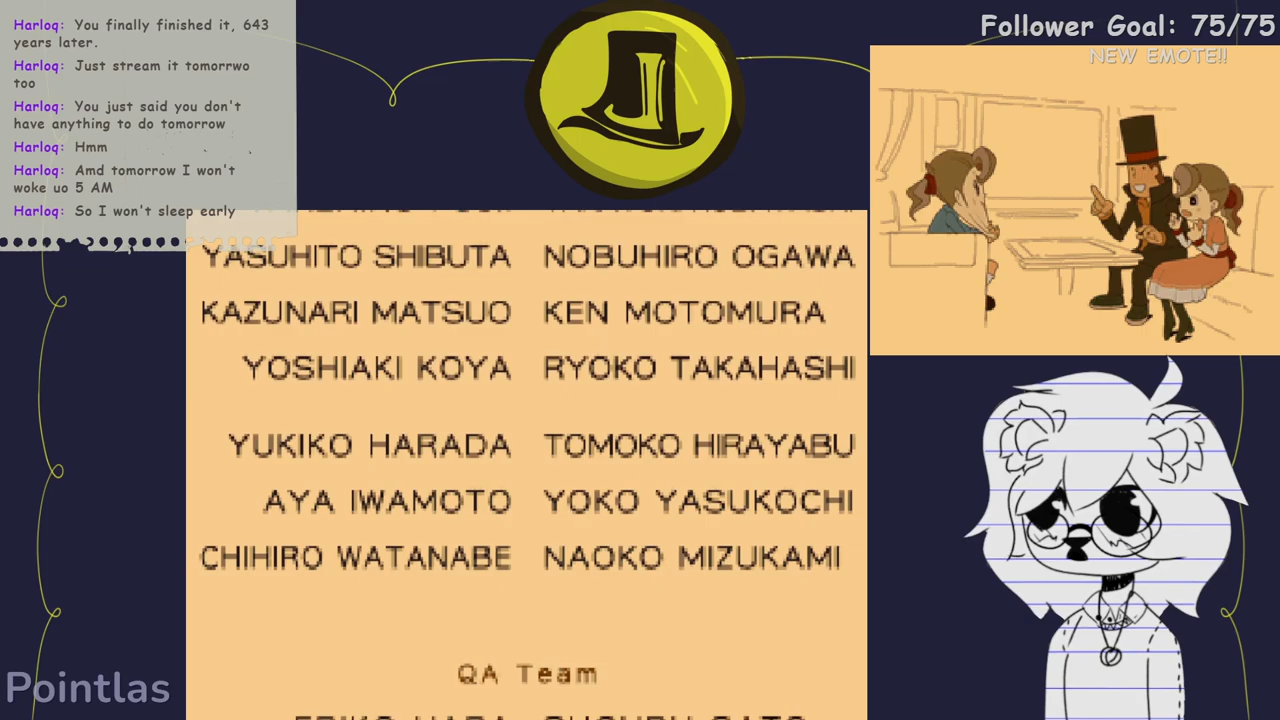 Harloq: You finally finished it, 643
years later.
Harloq: Just stream it tomorrwo
too
Harloq: You just said you don't
have anything to do tomorrow
Harloq: Hmm
Harloq: Amd tomorrow I won't
woke uo 5 AM
Harloq: So I won't sleep early
Follower Goal: 75/75
NEW EMOTE!!
YASUHITO SHIBUTA NOBUHIRO OGAWA
KAZUNARI MATSUO KEN MOTOMURA
YOSHIAKI KOYA RYOKO TAKAHASHI
YUKIKO HARADA TOMOKO HIRAYABU
AYA IWAMOTO YOKO YASUKOCHI
CHIHIRO WATANABE NAOKO MIZUKAMI
QA Team
Pointlas